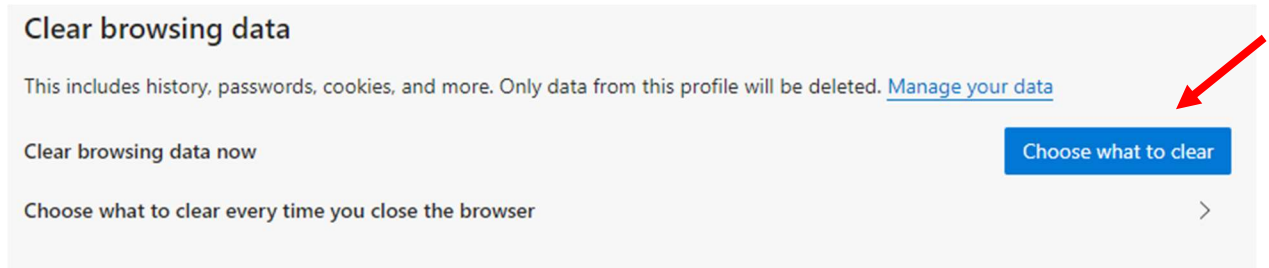 Clear browsing data
This includes history, passwords, cookies, and more. Only data from this profile will be deleted. Manage your data
Clear browsing data now
Choose what to clear
Choose what to clear every time you close the browser